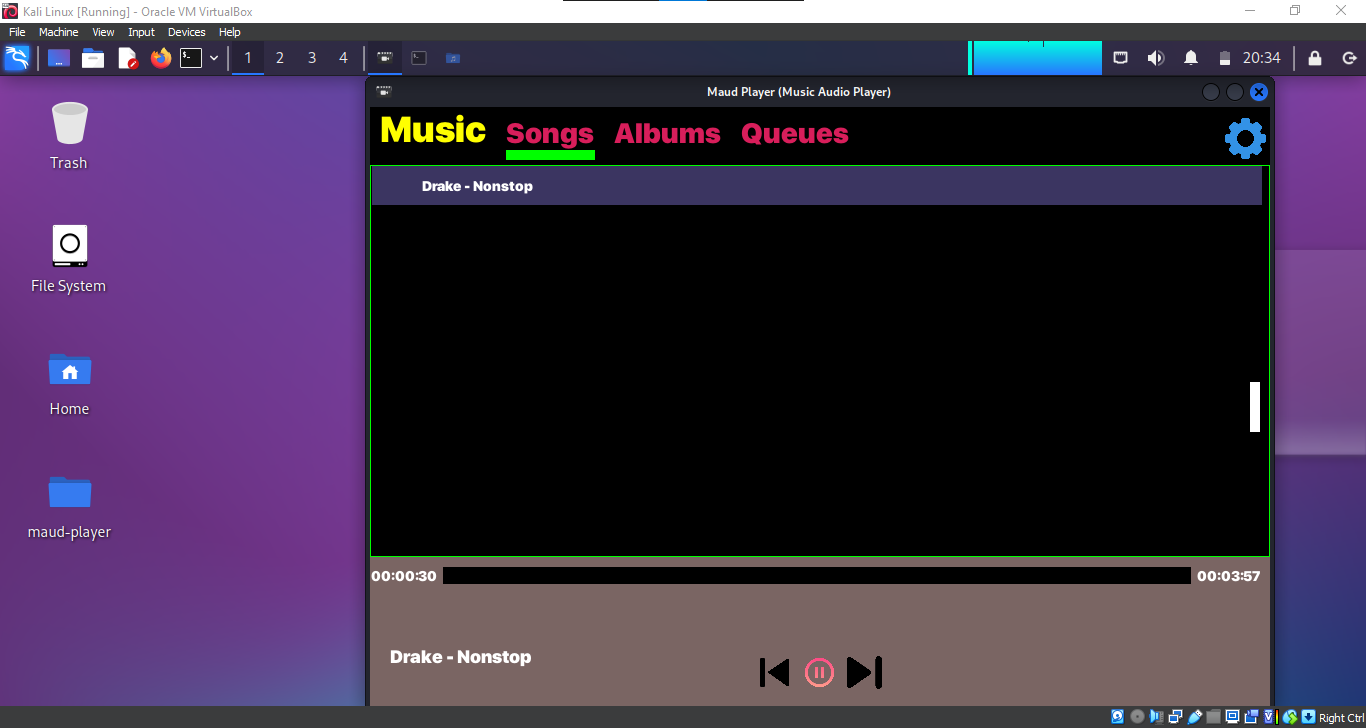 Kali Linux [Running] - Oracle VM VirtualBox
File Machine View Input Devices Help
1 2 3 4 20:34
Maud Player (Music Audio Player)
Music Songs Albums Queues
Drake - Nonstop
00:00:30 00:03:57
Drake - Nonstop
Trash
File System
Home
maud-player
Right Ctrl